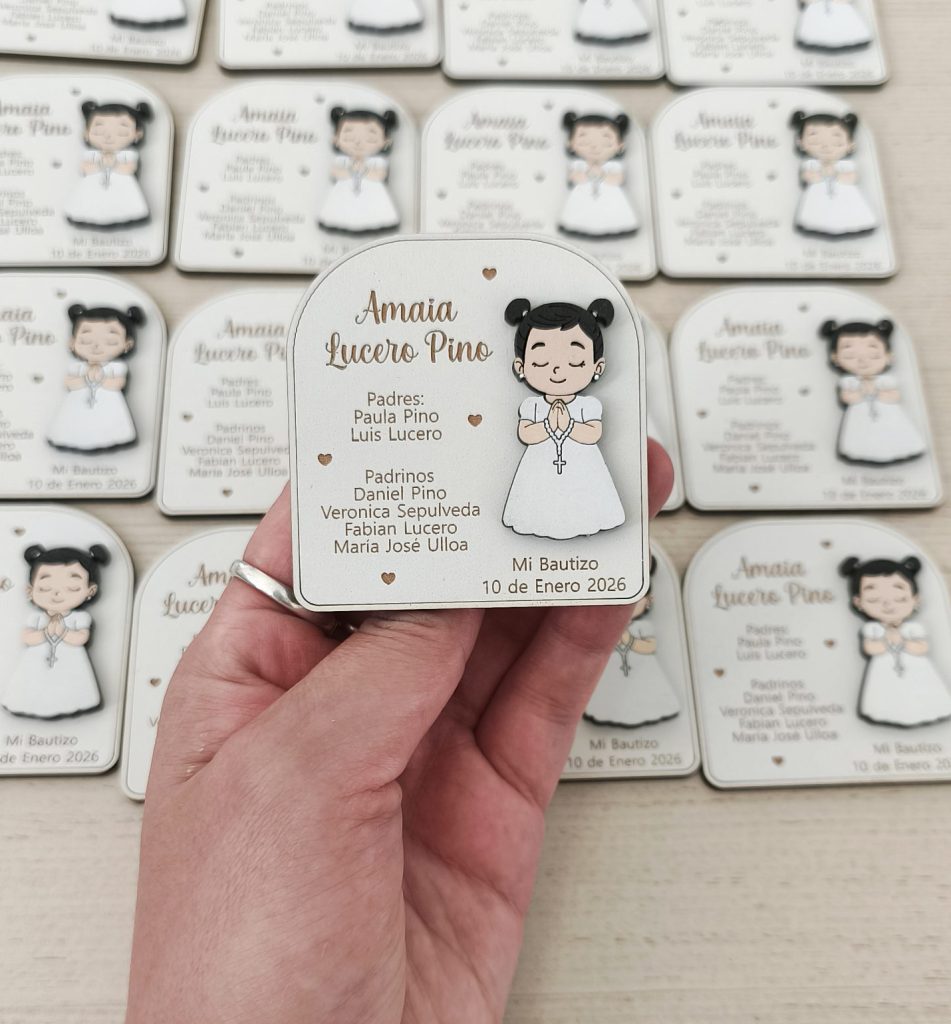 Amaia
Lucero Pino
Padres:
Paula Pino
Luis Lucero
Padrinos
Daniel Pino
Veronica Sepulveda
Fabian Lucero
María José Ulloa
Mi Bautizo
10 de Enero 2026